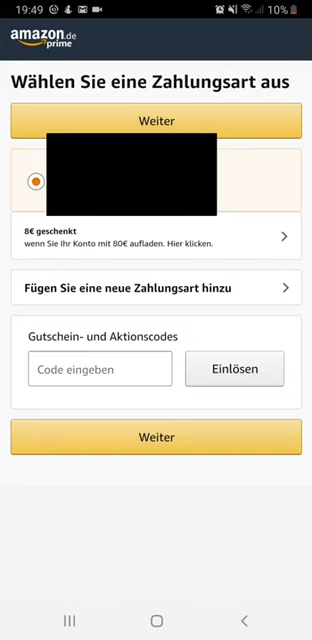 19:49
10%
amazon.de
prime
Wählen Sie eine Zahlungsart aus
Weiter
8€ geschenkt
wenn Sie Ihr Konto mit 80€ aufladen. Hier klicken.
Fügen Sie eine neue Zahlungsart hinzu
Gutschein- und Aktionscodes
Code eingeben
Einlösen
Weiter